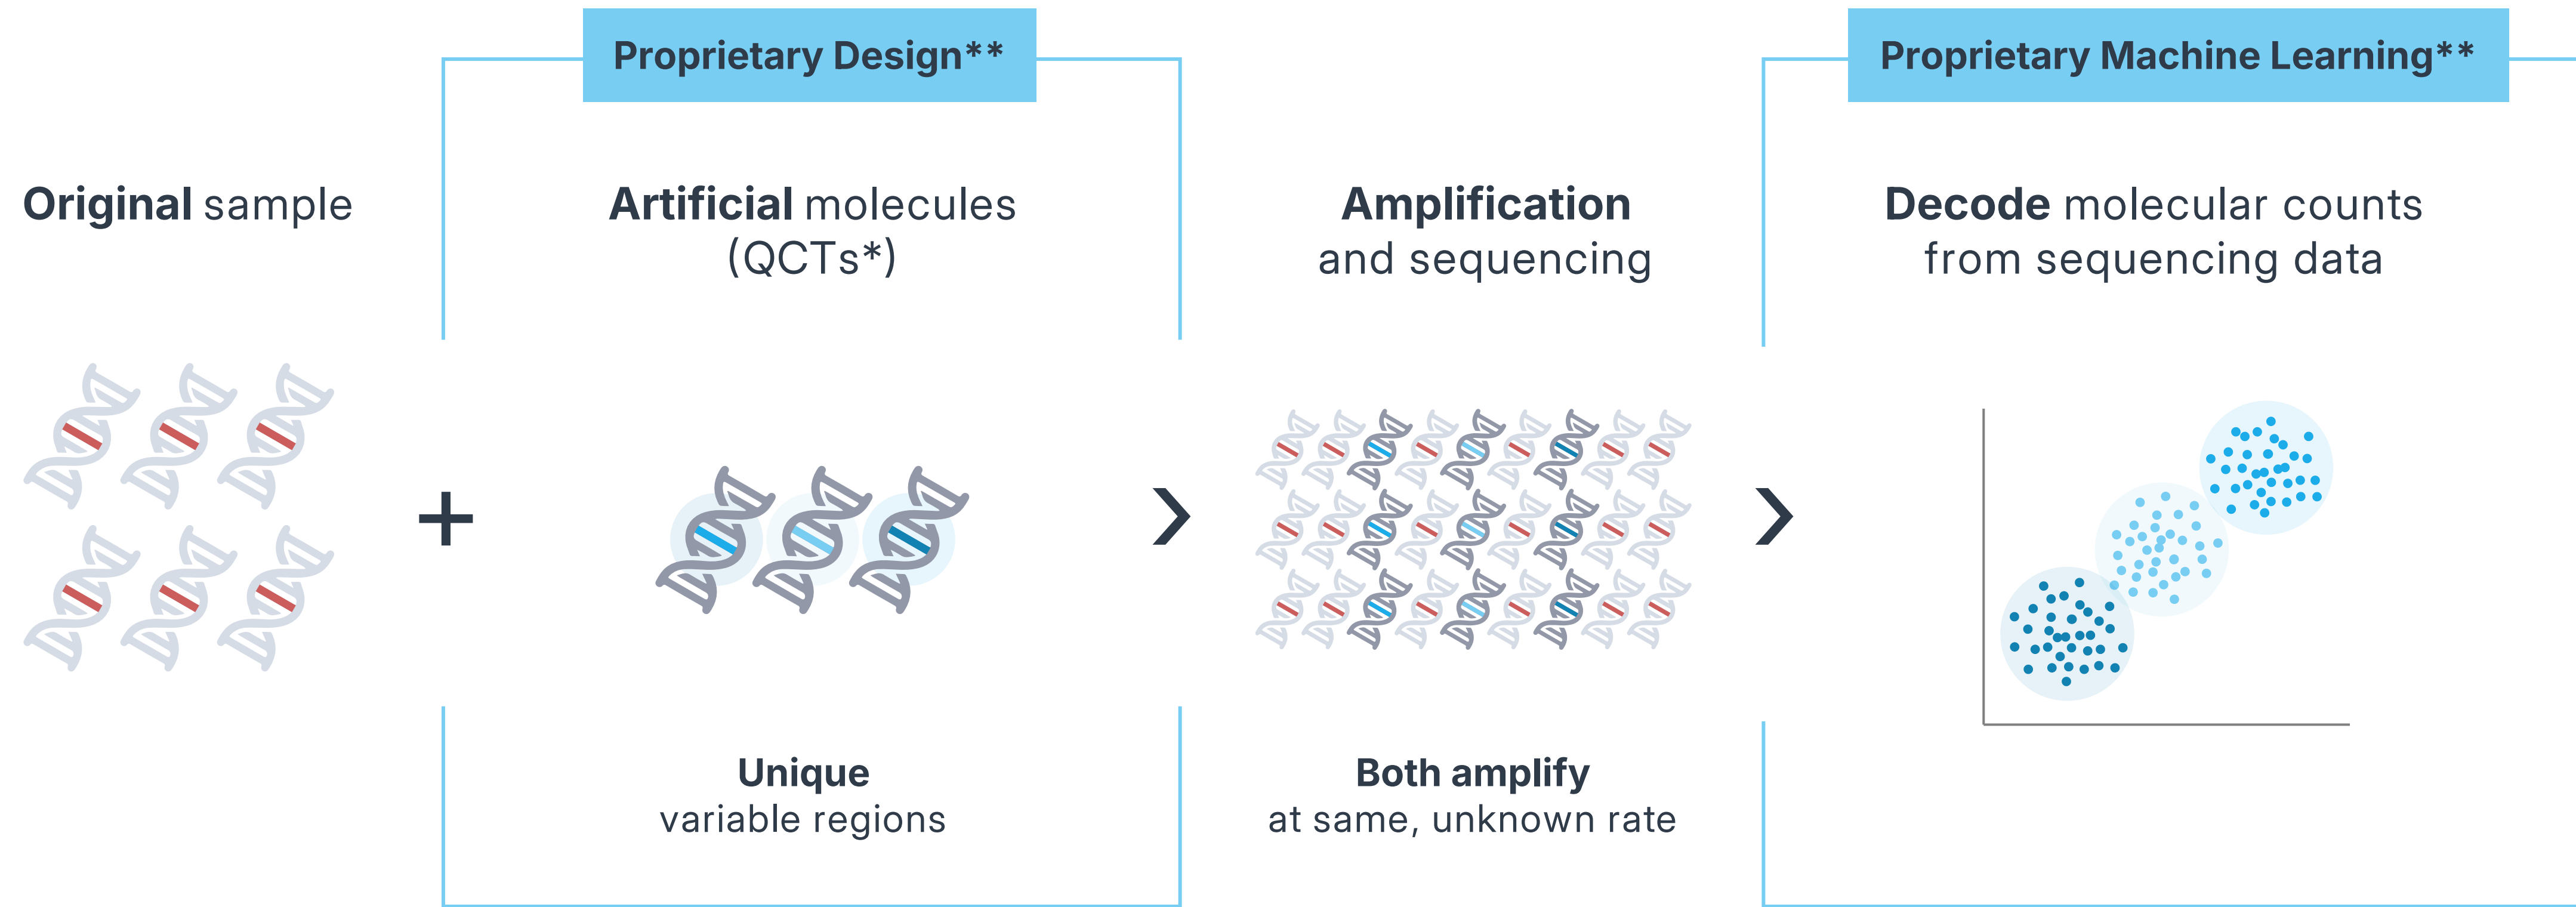 Proprietary Design**
Proprietary Machine Learning**
Original sample
Artificial molecules
(QCTs*)
Amplification
and sequencing
Decode molecular counts
from sequencing data
+
Unique
variable regions
Both amplify
at same, unknown rate